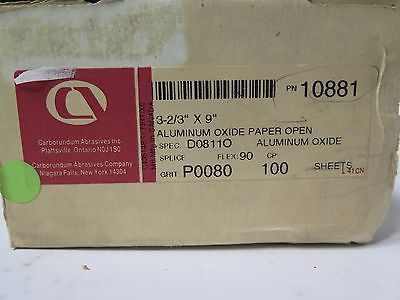 PN 10881
3-2/3" X 9"
ALUMINUM OXIDE PAPER OPEN
SPEC. D0811O ALUMINUM OXIDE
SPLICE FLEX: 90 CP
GRIT P0080 100 SHEETS
L41CN
Carborundum Abrasives Inc.
Plattsville, Ontario N0J 1S0
Carborundum Abrasives Company
Niagara Falls, New York 14304